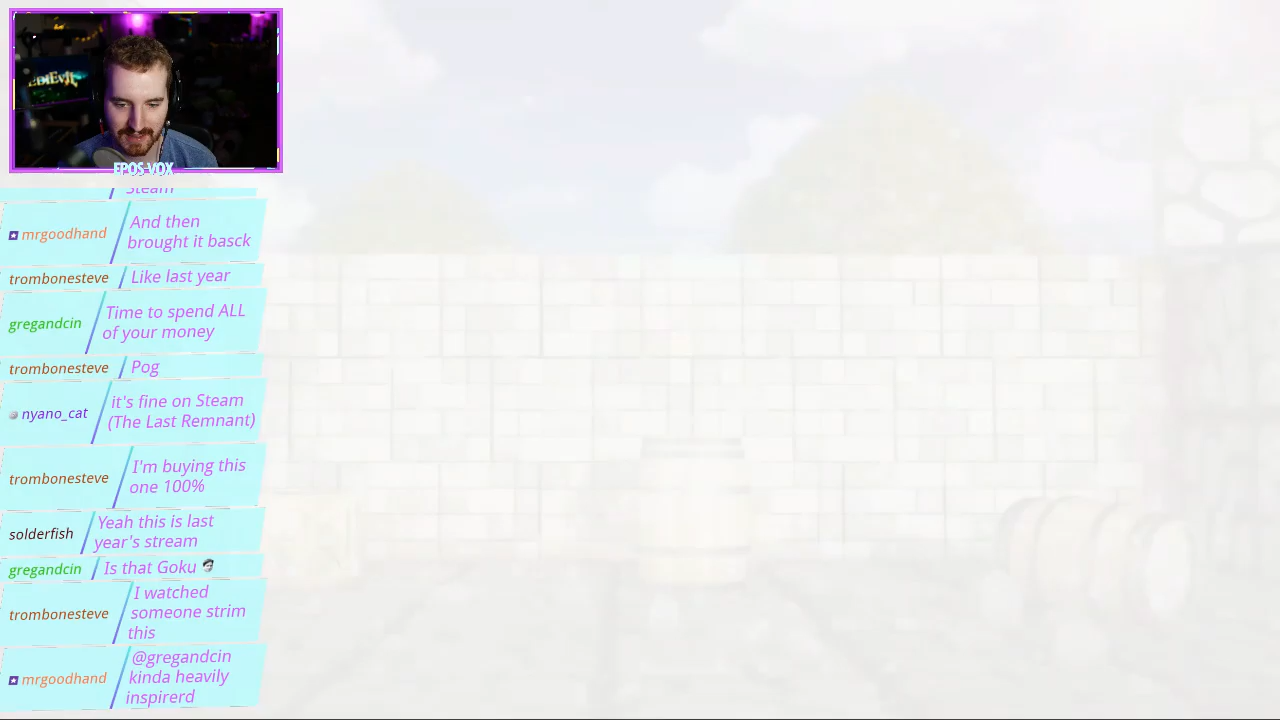 EPOS VOX
Steam
mrgoodhand And then
brought it basck
trombonesteve Like last year
gregandcin Time to spend ALL
of your money
trombonesteve Pog
nyano_cat it's fine on Steam
(The Last Remnant)
trombonesteve I'm buying this
one 100%
solderfish Yeah this is last
year's stream
gregandcin Is that Goku
trombonesteve I watched
someone strim
this
mrgoodhand @gregandcin
kinda heavily
inspirerd